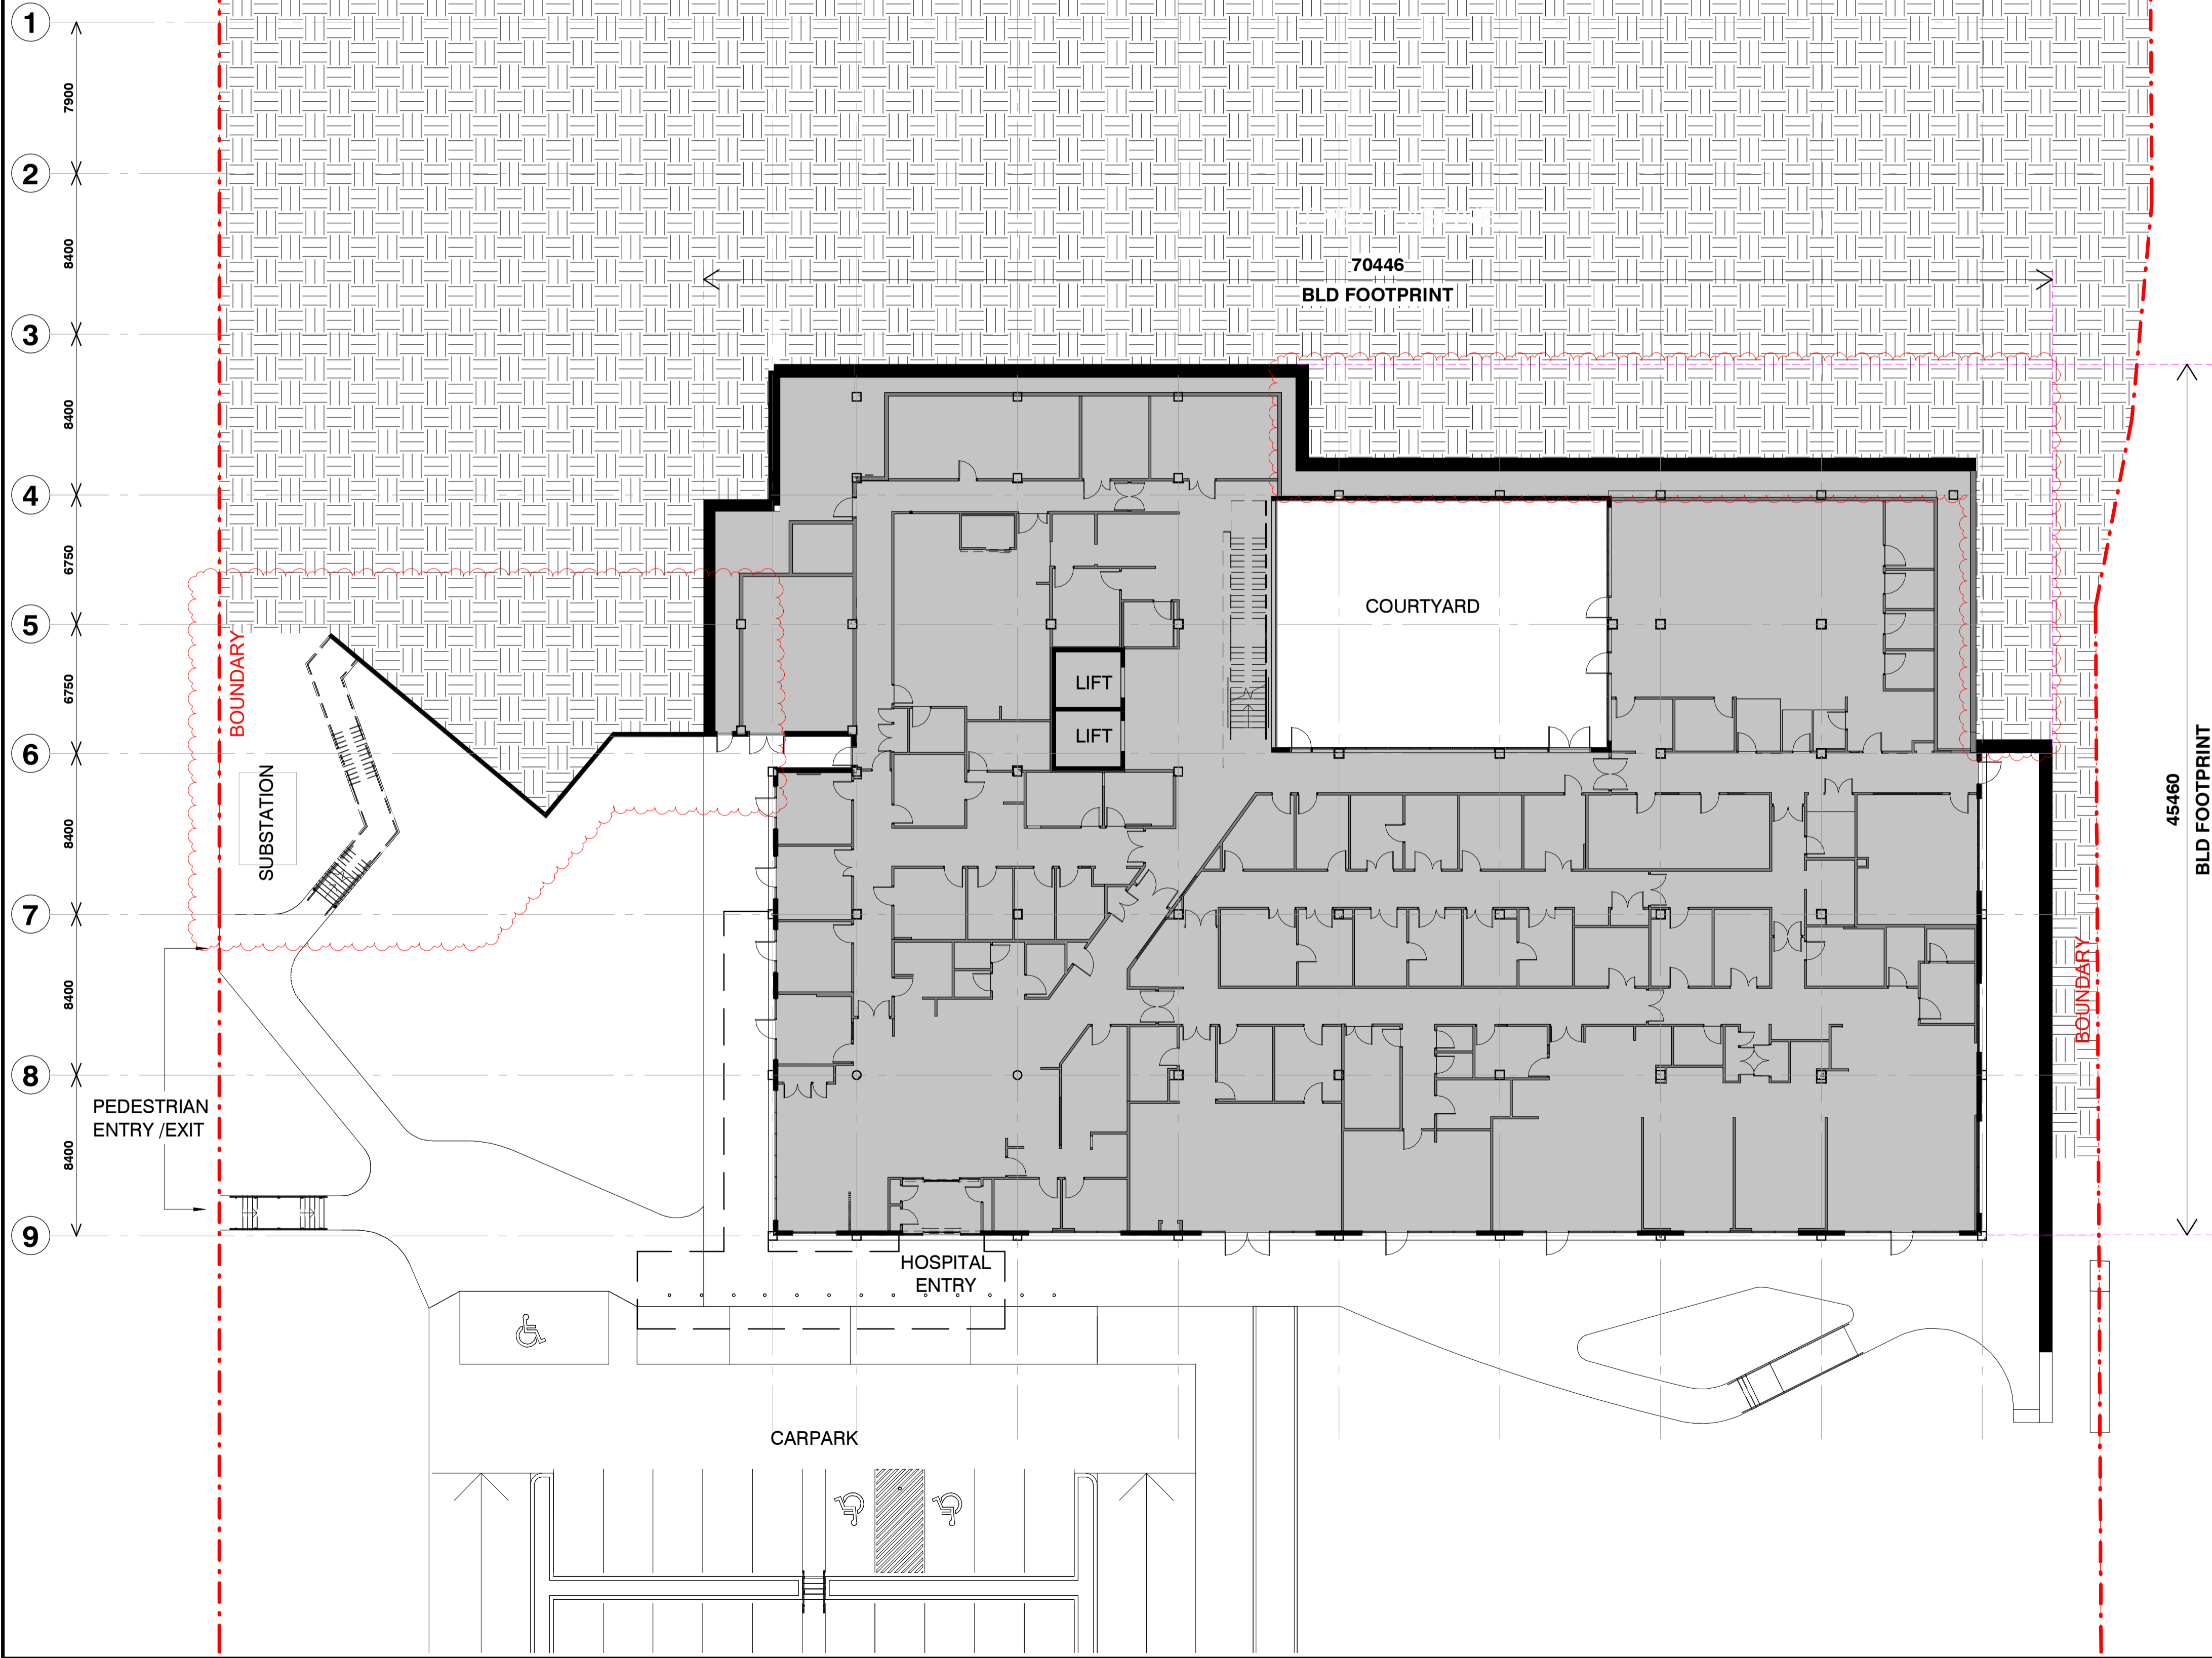 1
7900
2
8400
70446
BLD FOOTPRINT
3
8400
4
6750
5
COURTYARD
BOUNDARY
6750
LIFT
LIFT
6
SUBSTATION
8400
45460
BLD FOOTPRINT
7
8400
BOUNDARY
8
PEDESTRIAN
ENTRY /EXIT
8400
9
HOSPITAL
ENTRY
CARPARK